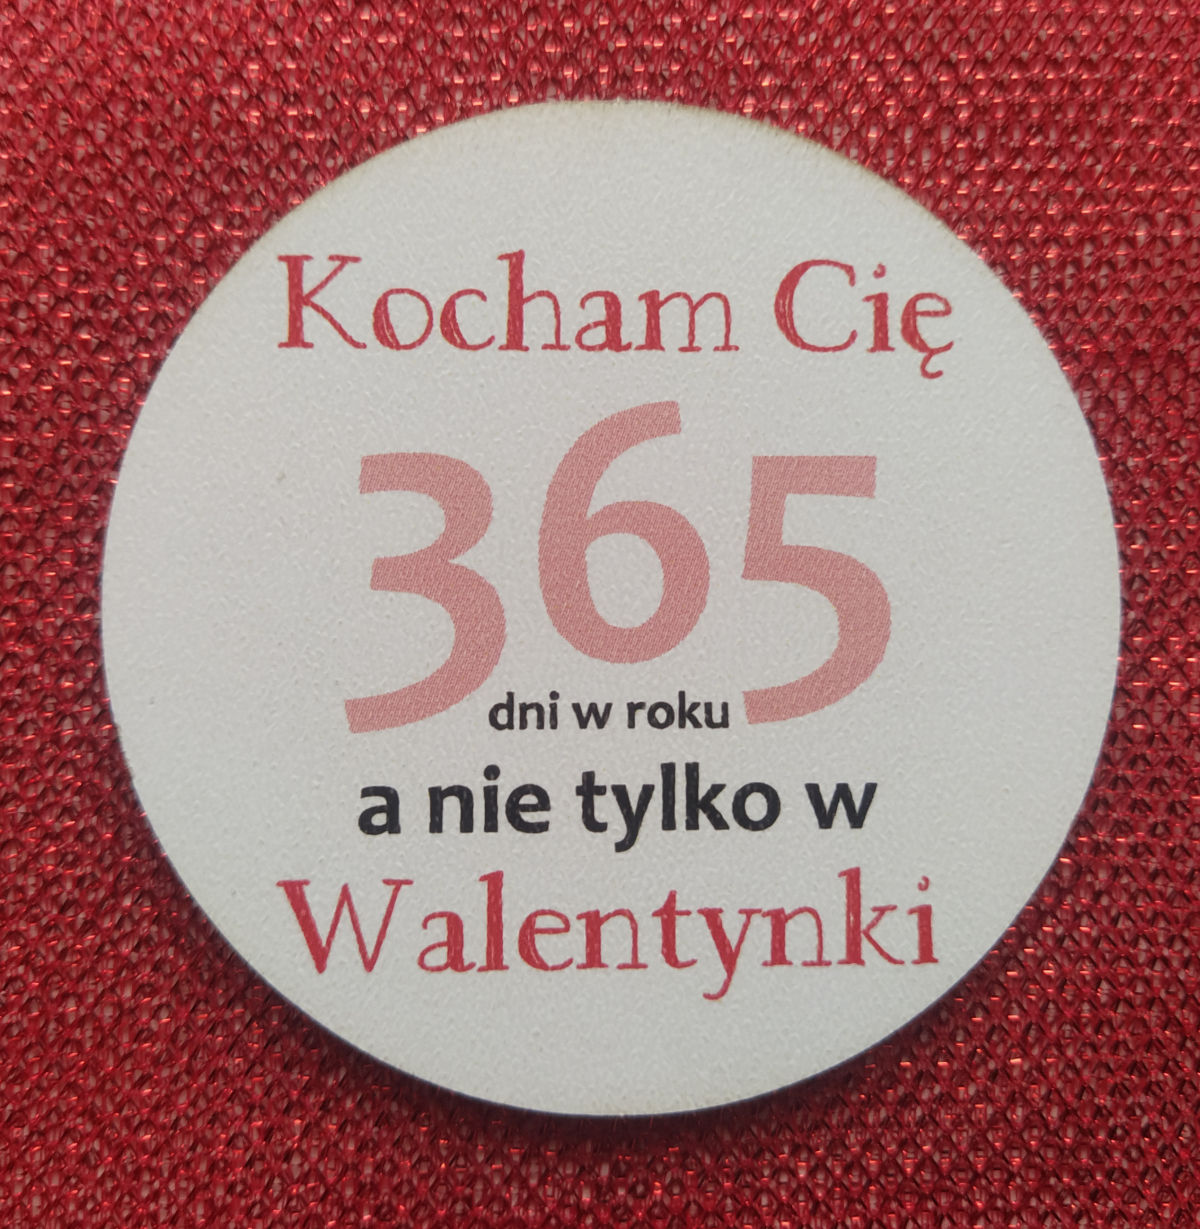 Kocham Cię
365
dni w roku
a nie tylko w
Walentynki